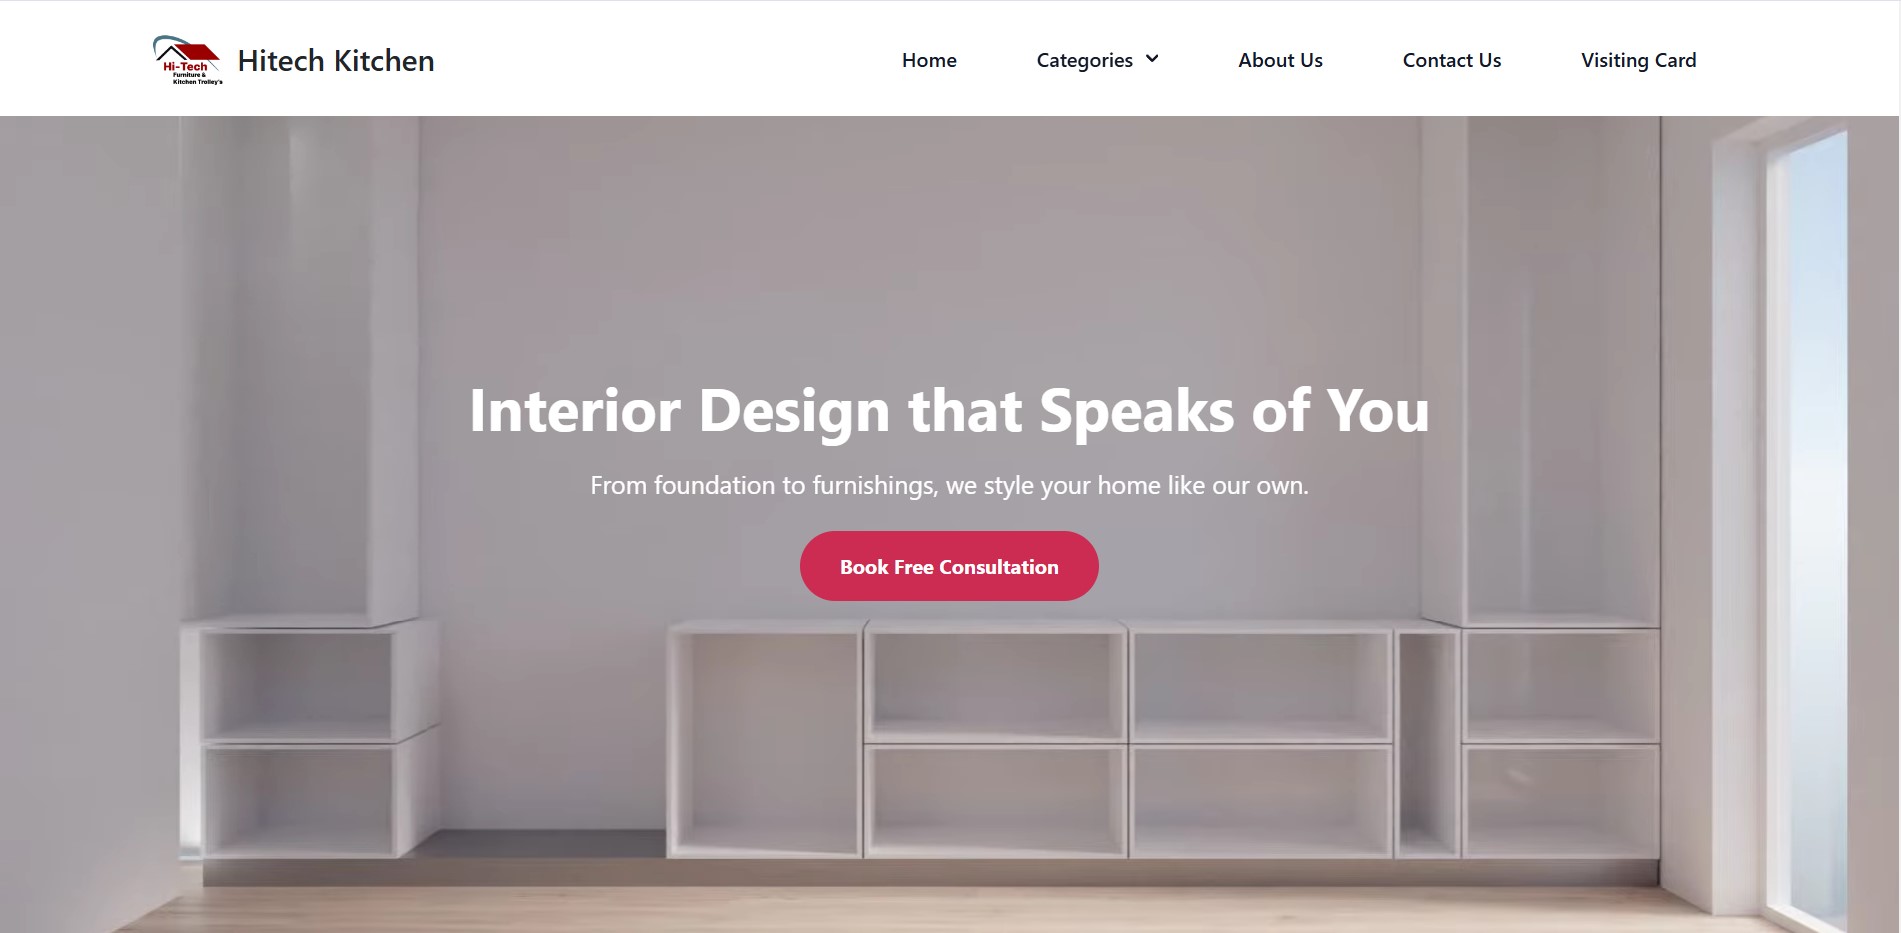 Hi-Tech
Furniture &
Kitchen Trolley's
Hitech Kitchen
Home
Categories
About Us
Contact Us
Visiting Card
Interior Design that Speaks of You
From foundation to furnishings, we style your home like our own.
Book Free Consultation